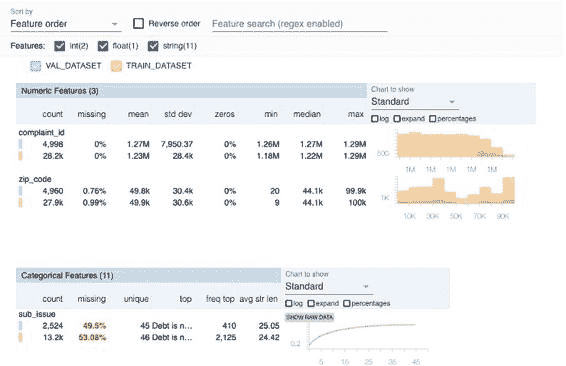 Sort by
Feature order
Reverse order
Feature search (regex enabled)
Features: int(2) float(1) string(11)
VAL_DATASET TRAIN_DATASET
Numeric Features (3)
Chart to show
Standard
count missing mean std dev zeros min median max
log expand percentages
complaint_id
4,998 0% 1.27M 7,950.37 0% 1.26M 1.27M 1.29M
28.2k 0% 1.23M 28.4k 0% 1.18M 1.22M 1.29M
500
1M 1M 1M 1M 1M
zip_code
4,960 0.76% 49.8k 30.4k 0% 20 44.1k 99.9k
27.9k 0.99% 49.9k 30.6k 0% 9 44.1k 100k
1K
10K 30K 50K 70K 90K
Categorical Features (11)
Chart to show
Standard
count missing unique top freq top avg str len
log expand percentages
sub_issue
SHOW RAW DATA
2,524 49.5% 45 Debt is n... 410 25.05
13.2k 53.08% 46 Debt is n... 2,125 24.42
0.2
5 15 25 35 45